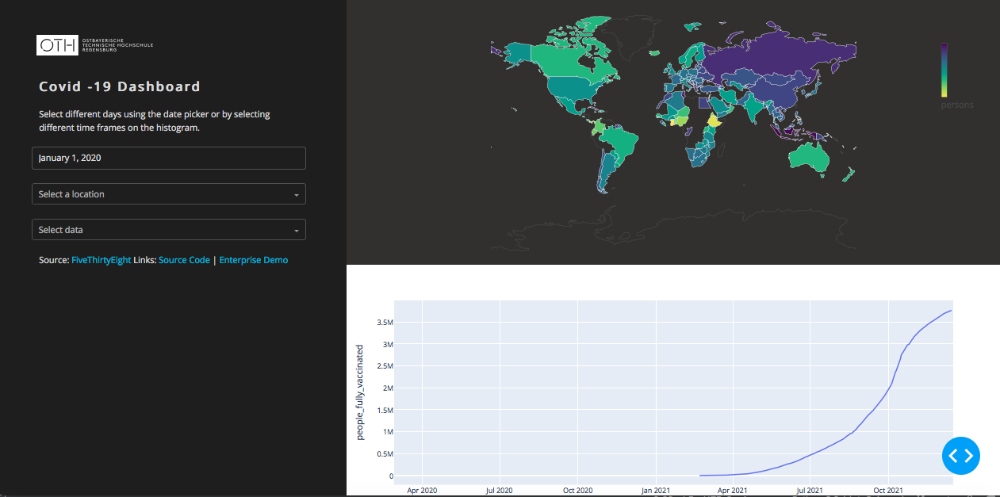 OTH OSTBAYERISCHE
TECHNISCHE HOCHSCHULE
REGENSBURG
Covid -19 Dashboard
Select different days using the date picker or by selecting
different time frames on the histogram.
January 1, 2020
Select a location
Select data
Source: FiveThirtyEight Links: Source Code | Enterprise Demo
persons
people_fully_vaccinated
3.5M
3M
2.5M
2M
1.5M
1M
0.5M
0
Apr 2020
Jul 2020
Oct 2020
Jan 2021
Apr 2021
Jul 2021
Oct 2021